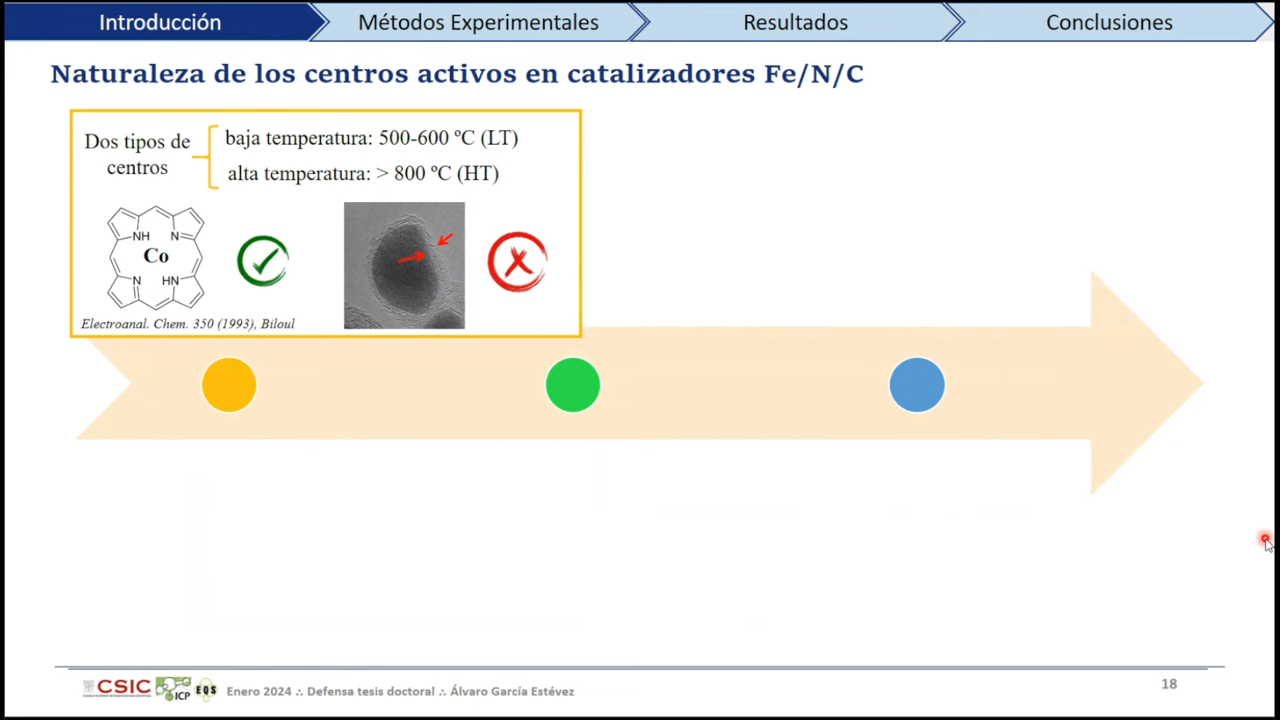 Introducción
Métodos Experimentales
Resultados
Conclusiones
Naturaleza de los centros activos en catalizadores Fe/N/C
Dos tipos de
centros
baja temperatura: 500-600 ºC (LT)
alta temperatura: > 800 ºC (HT)
NH
N
Co
N
HN
Electroanal. Chem. 350 (1993), Biloul
CSIC
ICP
EQS
Enero 2024 ∴ Defensa tesis doctoral ∴ Álvaro García Estévez
18